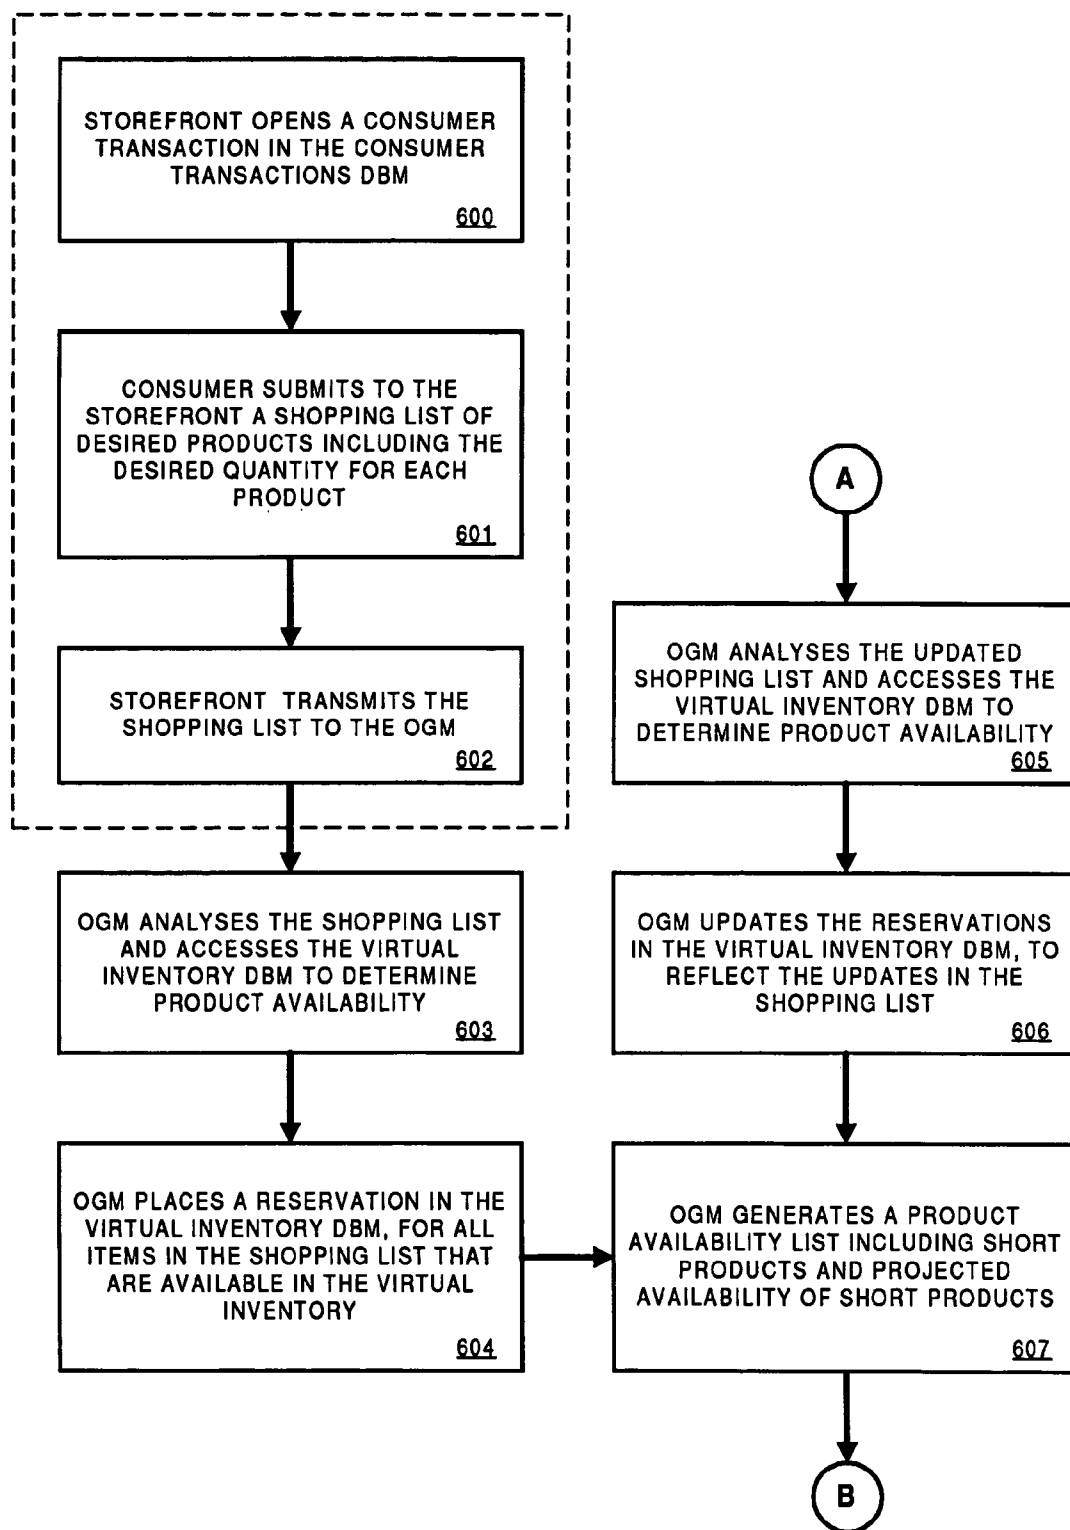 STOREFRONT OPENS A CONSUMER
TRANSACTION IN THE CONSUMER
TRANSACTIONS DBM
600
CONSUMER SUBMITS TO THE
STOREFRONT A SHOPPING LIST OF
DESIRED PRODUCTS INCLUDING THE
DESIRED QUANTITY FOR EACH
PRODUCT
601
STOREFRONT TRANSMITS THE
SHOPPING LIST TO THE OGM
602
OGM ANALYSES THE SHOPPING LIST
AND ACCESSES THE VIRTUAL
INVENTORY DBM TO DETERMINE
PRODUCT AVAILABILITY
603
OGM PLACES A RESERVATION IN THE
VIRTUAL INVENTORY DBM, FOR ALL
ITEMS IN THE SHOPPING LIST THAT
ARE AVAILABLE IN THE VIRTUAL
INVENTORY
604
A
OGM ANALYSES THE UPDATED
SHOPPING LIST AND ACCESSES THE
VIRTUAL INVENTORY DBM TO
DETERMINE PRODUCT AVAILABILITY
605
OGM UPDATES THE RESERVATIONS
IN THE VIRTUAL INVENTORY DBM, TO
REFLECT THE UPDATES IN THE
SHOPPING LIST
606
OGM GENERATES A PRODUCT
AVAILABILITY LIST INCLUDING SHORT
PRODUCTS AND PROJECTED
AVAILABILITY OF SHORT PRODUCTS
607
B